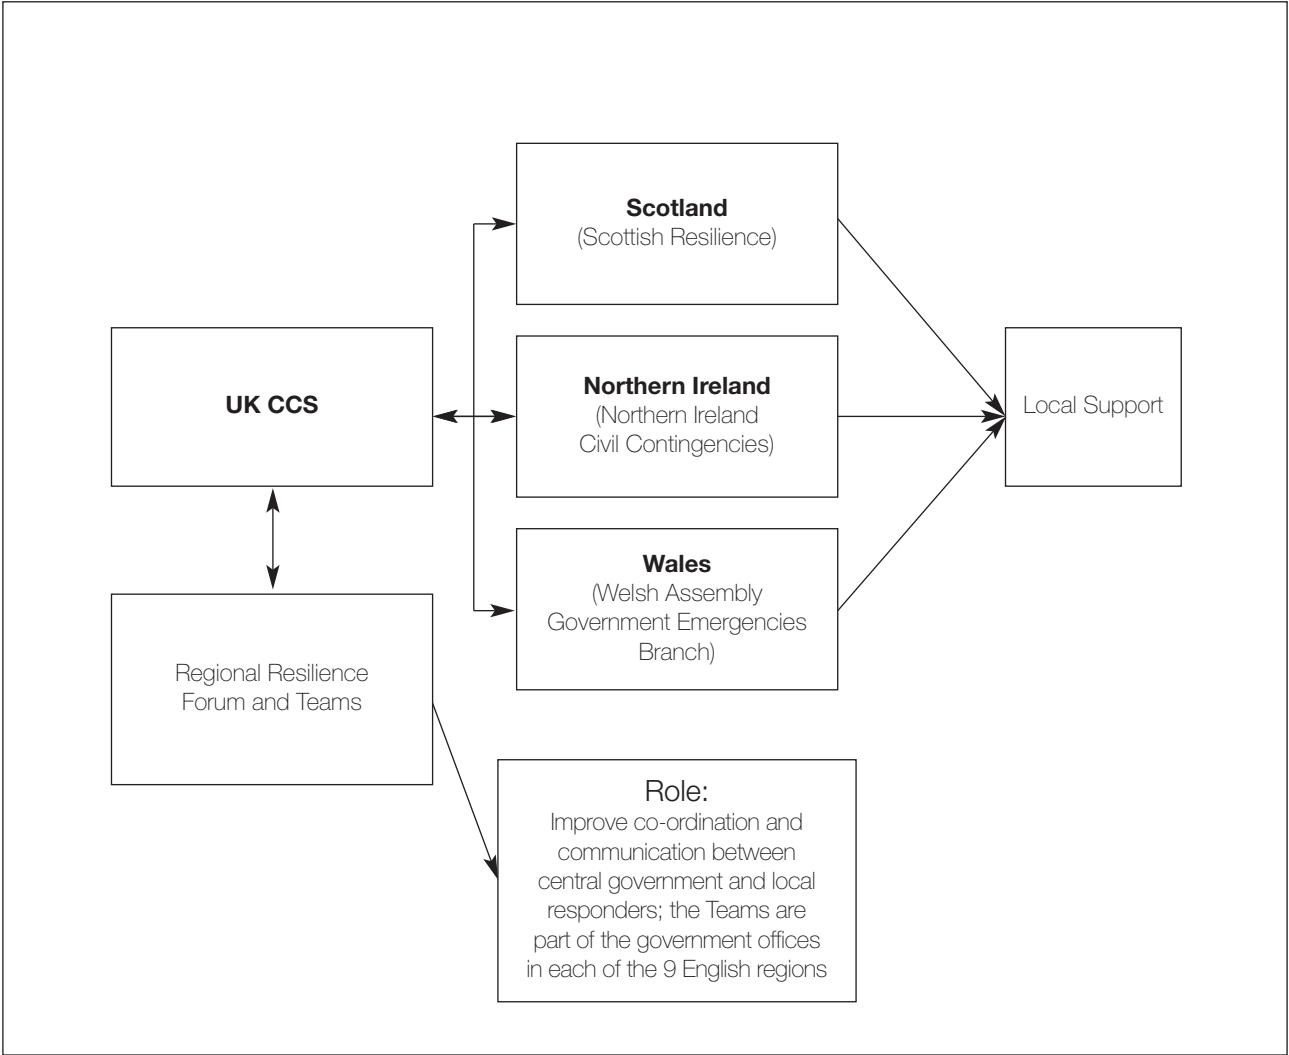 Scotland
(Scottish Resilience)
UK CCS
Northern Ireland
(Northern Ireland
Civil Contingencies)
Local Support
Wales
(Welsh Assembly
Government Emergencies
Branch)
Regional Resilience
Forum and Teams
Role:
Improve co-ordination and
communication between
central government and local
responders; the Teams are
part of the government offices
in each of the 9 English regions